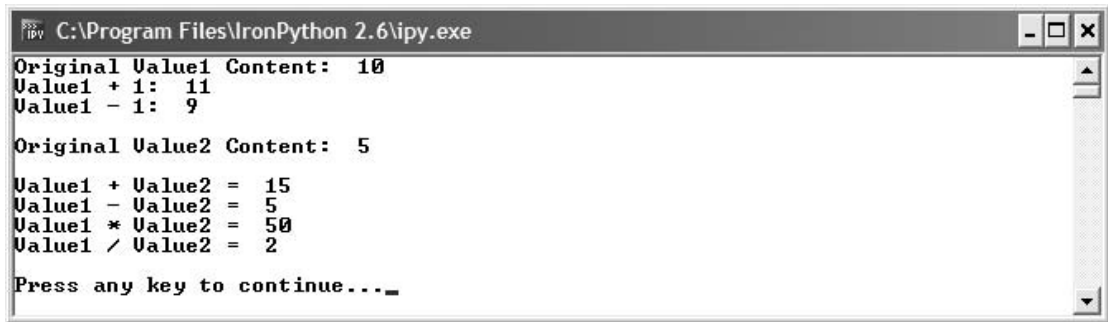 C:\Program Files\IronPython 2.6\ipy.exe
Original Value1 Content:  10
Value1 + 1:  11
Value1 - 1:  9
Original Value2 Content:  5
Value1 + Value2 =  15
Value1 - Value2 =  5
Value1 * Value2 =  50
Value1 / Value2 =  2
Press any key to continue..._